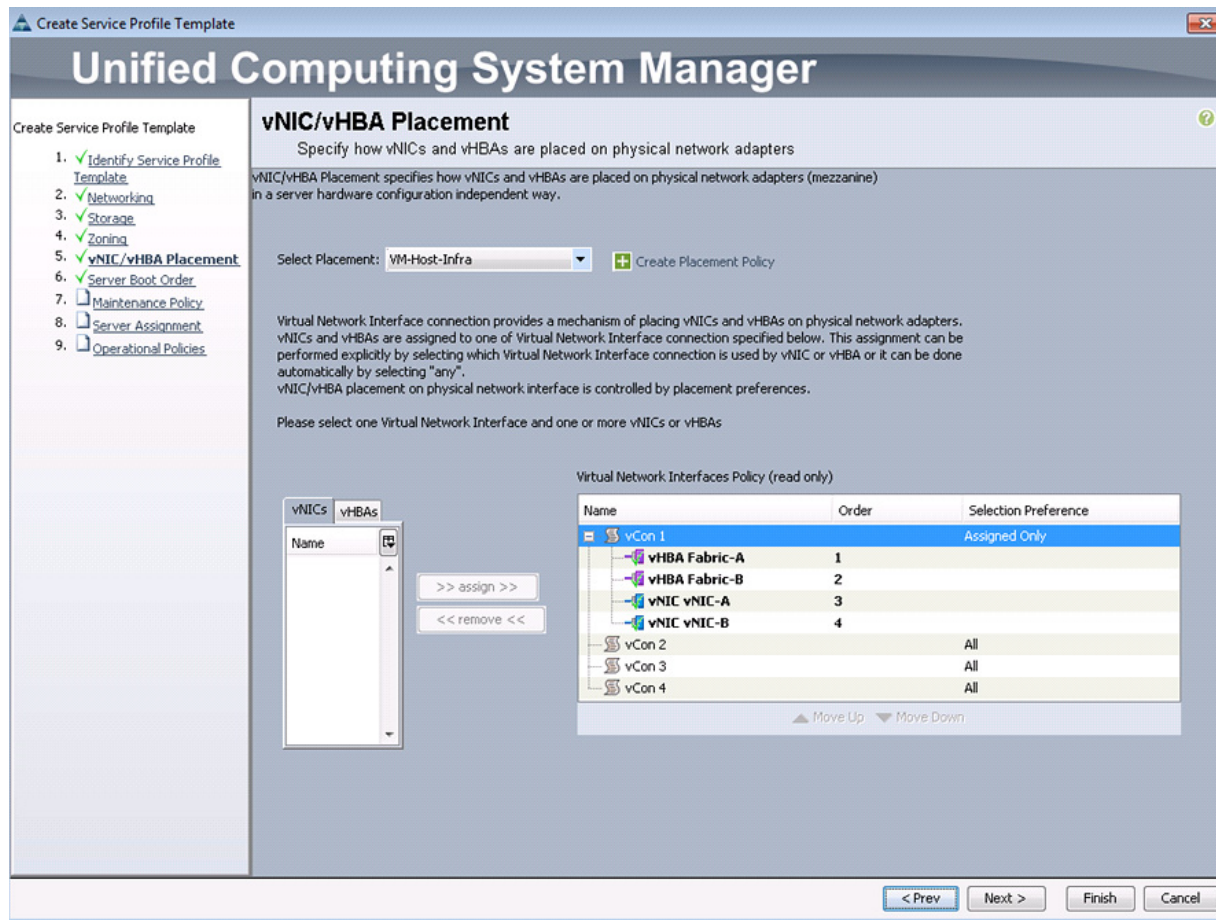 Create Service Profile Template
Unified Computing System Manager
Create Service Profile Template
1. Identify Service Profile
Template
2. Networking
3. Storage
4. Zoning
5. vNIC/vHBA Placement
6. Server Boot Order
7. Maintenance Policy
8. Server Assignment
9. Operational Policies
vNIC/vHBA Placement
Specify how vNICs and vHBAs are placed on physical network adapters
vNIC/vHBA Placement specifies how vNICs and vHBAs are placed on physical network adapters (mezzanine)
in a server hardware configuration independent way.
Select Placement: VM-Host-Infra Create Placement Policy
Virtual Network Interface connection provides a mechanism of placing vNICs and vHBAs on physical network adapters.
vNICs and vHBAs are assigned to one of Virtual Network Interface connection specified below. This assignment can be
performed explicitly by selecting which Virtual Network Interface connection is used by vNIC or vHBA or it can be done
automatically by selecting "any".
vNIC/vHBA placement on physical network interface is controlled by placement preferences.
Please select one Virtual Network Interface and one or more vNICs or vHBAs
vNICs vHBAs
Name
>> assign >>
<< remove <<
Virtual Network Interfaces Policy (read only)
Name Order Selection Preference
vCon 1 Assigned Only
vHBA Fabric-A 1
vHBA Fabric-B 2
vNIC vNIC-A 3
vNIC vNIC-B 4
vCon 2 All
vCon 3 All
vCon 4 All
Move Up Move Down
< Prev Next > Finish Cancel